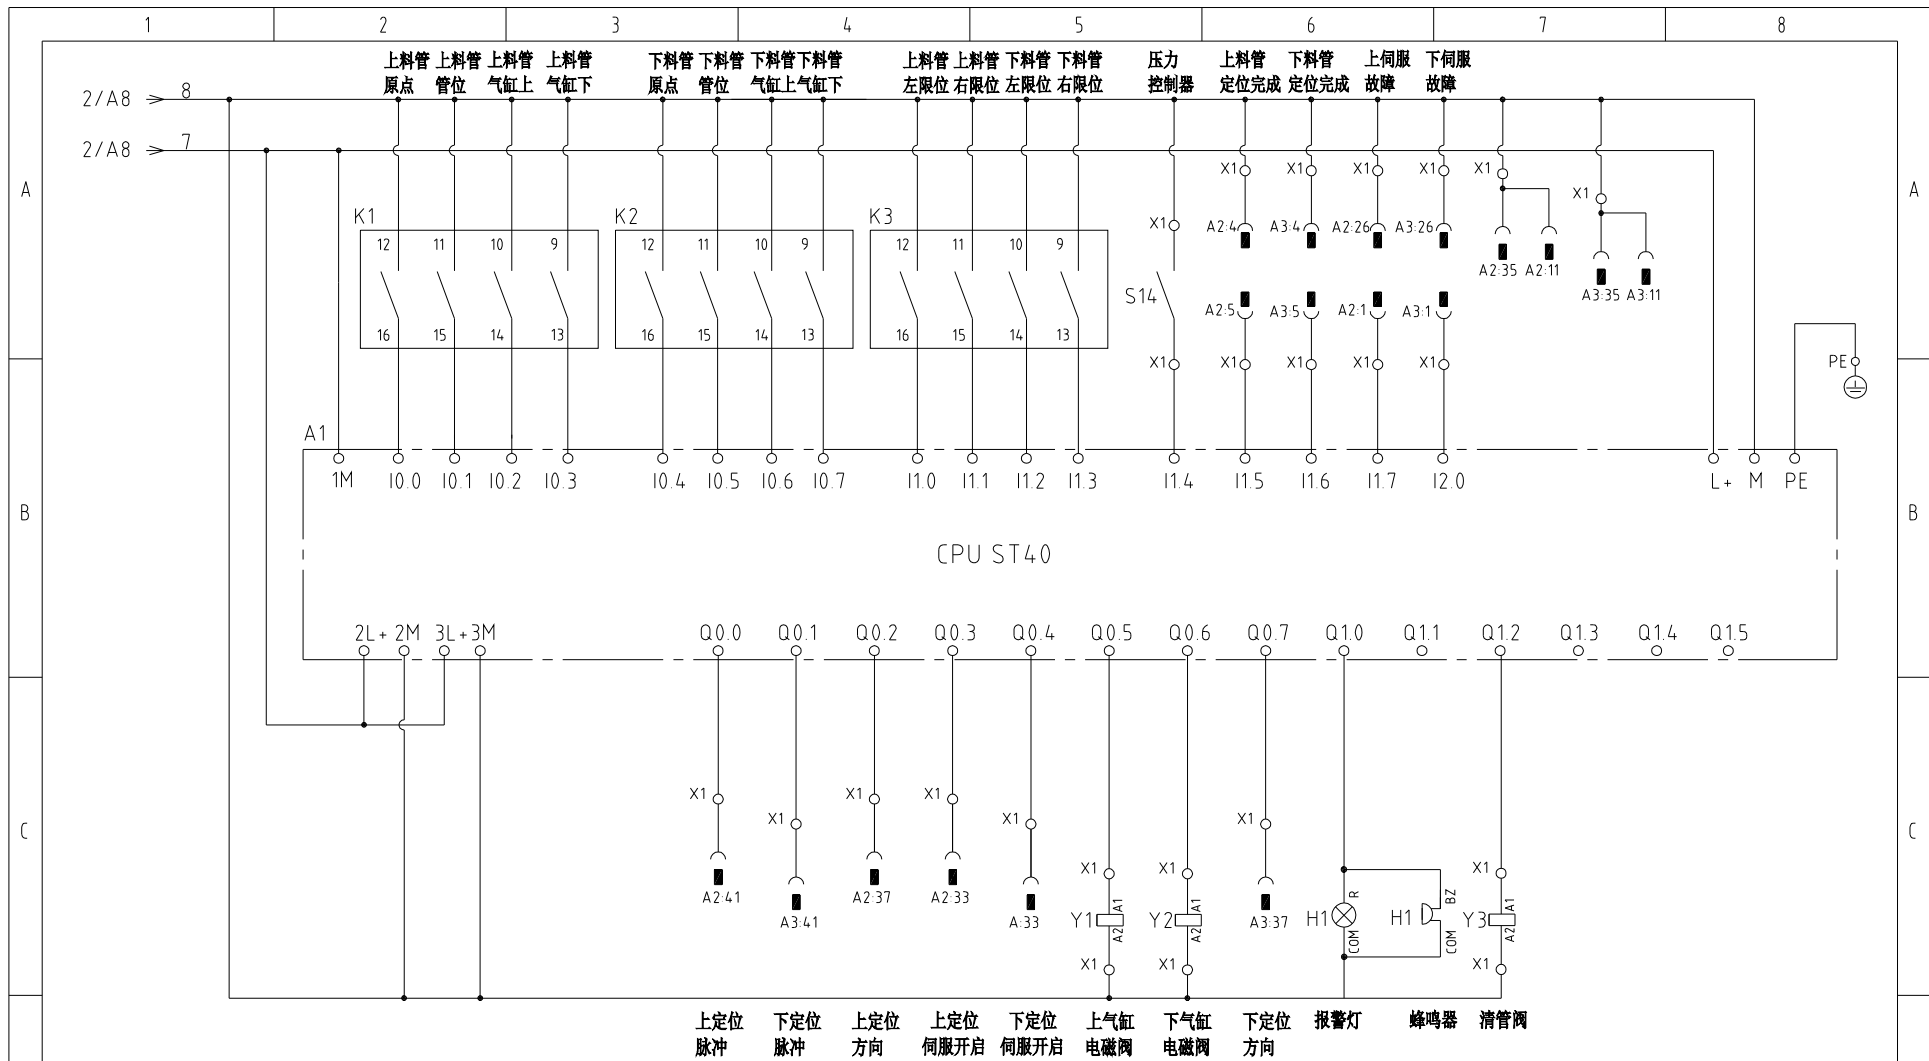 1 2 3 4 5 6 7 8
上料管 上料管 上料管 上料管 下料管 下料管 下料管 下料管 上料管 上料管 下料管 下料管 压力 上料管 下料管 上伺服 下伺服
原点 管位 气缸上 气缸下 原点 管位 气缸上 气缸下 左限位 右限位 左限位 右限位 控制器 定位完成 定位完成 故障 故障
2/A8 8
2/A8 7
X1 X1 X1 X1 X1
A X1 A
K1 K2 K3
X1 A2:4 A3:4 A2:26 A3:26
12 11 10 9 12 11 10 9 12 11 10 9
A2:35 A2:11
S14 A3:35 A3:11
A2:5 A3:5 A2:1 A3:1
16 15 14 13 16 15 14 13 16 15 14 13
X1 X1 X1 X1 X1 PE
A1
1M I0.0 I0.1 I0.2 I0.3 I0.4 I0.5 I0.6 I0.7 I1.0 I1.1 I1.2 I1.3 I1.4 I1.5 I1.6 I1.7 I2.0 L+ M PE
B B
CPU ST40
2L+ 2M 3L+ 3M Q0.0 Q0.1 Q0.2 Q0.3 Q0.4 Q0.5 Q0.6 Q0.7 Q1.0 Q1.1 Q1.2 Q1.3 Q1.4 Q1.5
X1 X1 X1
X1 X1 X1
C C
X1 X1 X1
A2:41 A2:37 A2:33 R BZ
A1 A1 A1
A3:41 A:33 Y1 Y2 A3:37 H1 H1 Y3
A2 A2 COM COM A2
X1 X1 X1
上定位 下定位 上定位 上定位 下定位 上气缸 下气缸 下定位 报警灯 蜂鸣器 清管阀
脉冲 脉冲 方向 伺服开启 伺服开启 电磁阀 电磁阀 方向